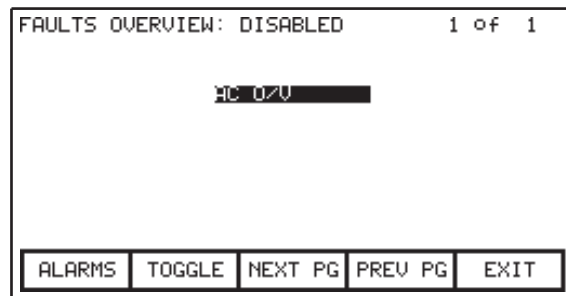 FAULTS OVERVIEW: DISABLED 1 of 1
AC O/V
ALARMS TOGGLE NEXT PG PREV PG EXIT